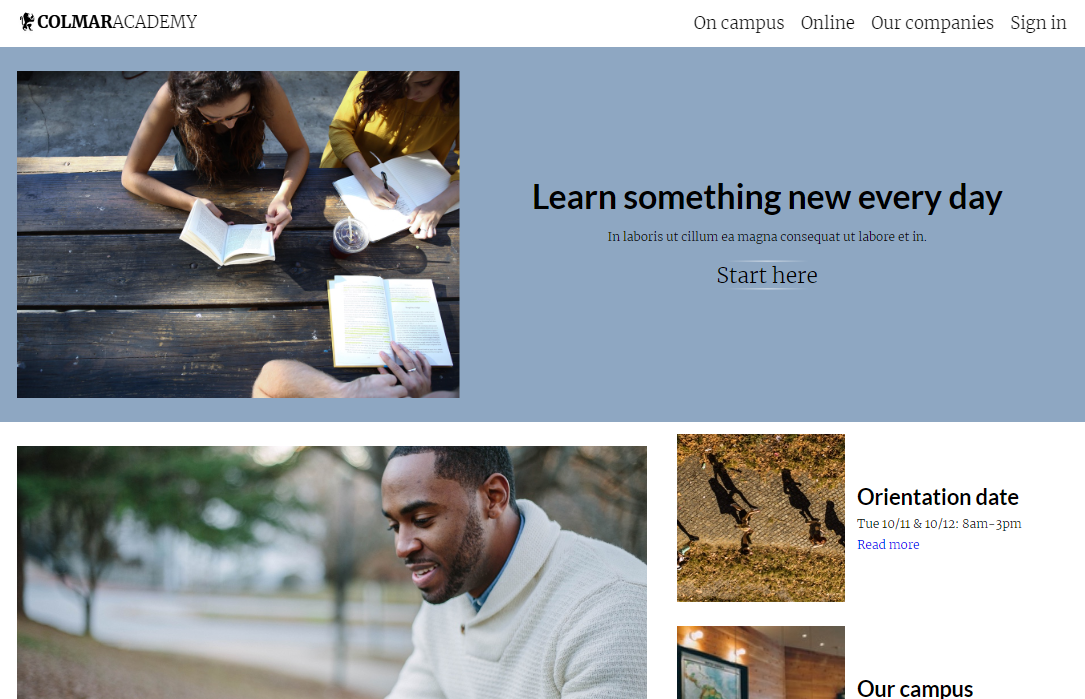 COLMARACADEMY
On campus Online Our companies Sign in
Learn something new every day
In laboris ut cillum ea magna consequat ut labore et in.
Start here
Orientation date
Tue 10/11 & 10/12: 8am-3pm
Read more
Our campus